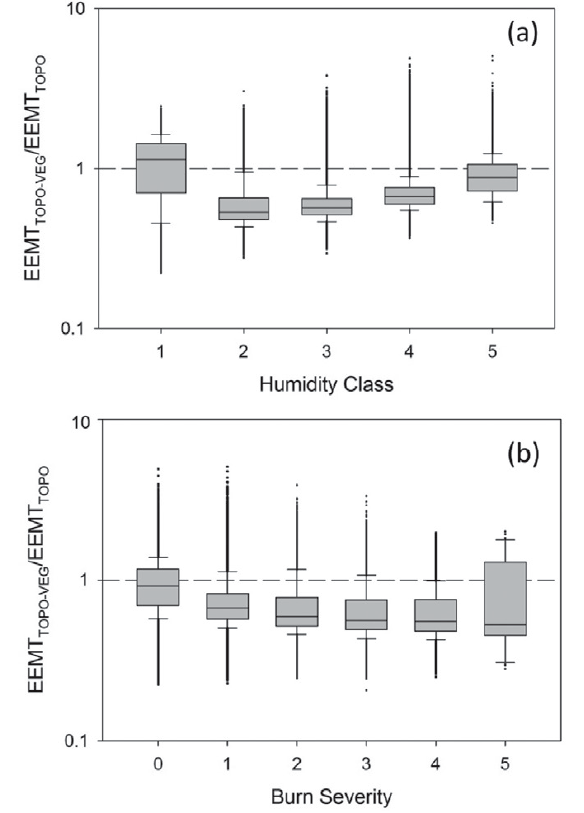 (a)
10
1
0.1
EEMTTOPO-VEG/EEMTTOPO
1 2 3 4 5
Humidity Class
(b)
10
1
0.1
EEMTTOPO-VEG/EEMTTOPO
0 1 2 3 4 5
Burn Severity